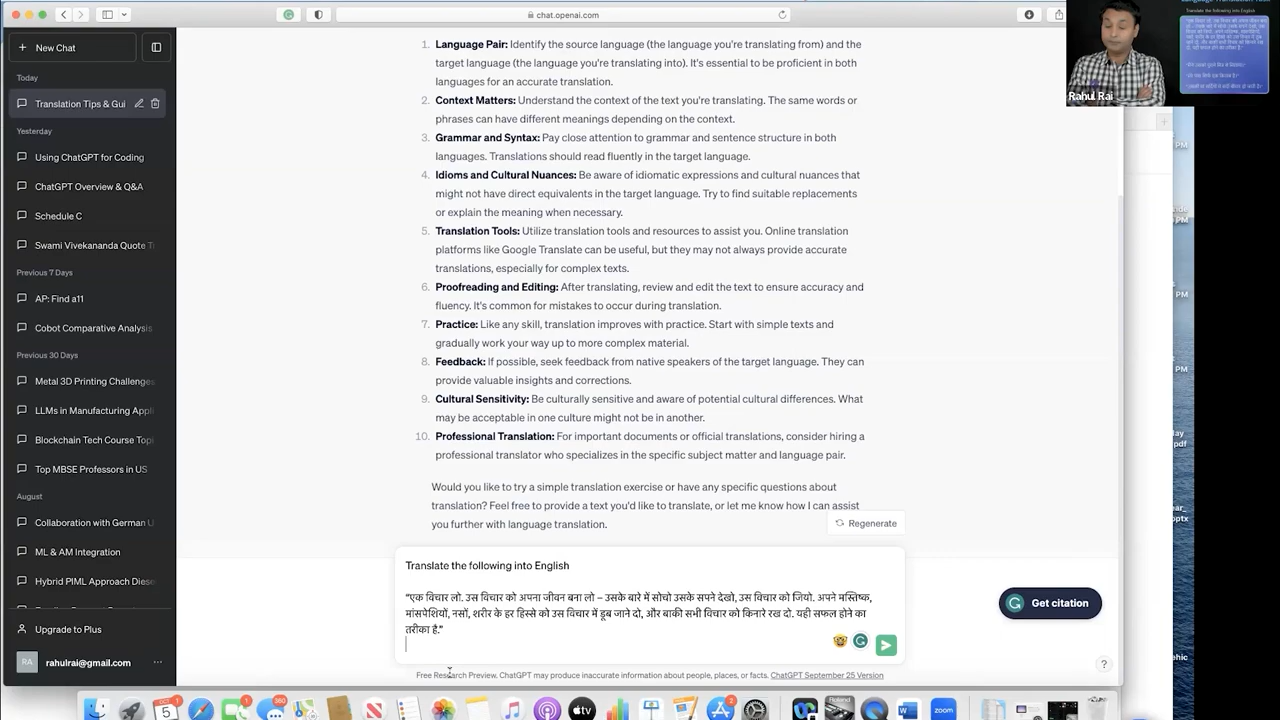 chat.openai.com
New Chat
Today
Translation Tips & Gui
Yesterday
Using ChatGPT for Coding
ChatGPT Overview & Q&A
Schedule C
Swami Vivekananda Quote T
Previous 7 Days
AP: Find a11
Cobot Comparative Analysis
Previous 30 Days
Metal 3D Printing Challenges
LLMs in Manufacturing Appli
Blockchain Tech Course Topi
Top MBSE Professors in US
August
Collaboration with German U
ML & AM Integration
Hybrid PIML Approach Diese
Upgrade to Plus
RA rahulrai@gmail.com
1. Language Pair: Identify the source language (the language you're translating from) and the
target language (the language you're translating into). It's essential to be proficient in both
languages for accurate translation.
2. Context Matters: Understand the context of the text you're translating. The same words or
phrases can have different meanings depending on the context.
3. Grammar and Syntax: Pay close attention to grammar and sentence structure in both
languages. Translations should read fluently in the target language.
4. Idioms and Cultural Nuances: Be aware of idiomatic expressions and cultural nuances that
might not have direct equivalents in the target language. Try to find suitable replacements
or explain the meaning when necessary.
5. Translation Tools: Utilize translation tools and resources to assist you. Online translation
platforms like Google Translate can be useful, but they may not always provide accurate
translations, especially for complex texts.
6. Proofreading and Editing: After translating, review and edit the text to ensure accuracy and
fluency. It's common for mistakes to occur during translation.
7. Practice: Like any skill, translation improves with practice. Start with simple texts and
gradually work your way up to more complex material.
8. Feedback: If possible, seek feedback from native speakers of the target language. They can
provide valuable insights and corrections.
9. Cultural Sensitivity: Be culturally sensitive and aware of potential cultural differences. What
may be acceptable in one culture might not be in another.
10. Professional Translation: For important documents or official translations, consider hiring a
professional translator who specializes in the specific subject matter and language pair.
Would you like to try a simple translation exercise or have any specific questions about
translation? Feel free to provide a text you'd like to translate, or let me know how I can assist
you further with language translation.
Regenerate
Translate the following into English
"एक विचार लो. उस विचार को अपना जीवन बना लो – उसके बारे में सोचो उसके सपने देखो, उस विचार को जियो. अपने मस्तिष्क,
मांसपेशियों, नसों, शरीर के हर हिस्से को उस विचार में डूब जाने दो, और बाकी सभी विचार को किनारे रख दो. यही सफल होने का
तरीका है."
Get citation
?
Free Research Preview. ChatGPT may produce inaccurate information about people, places, or facts. ChatGPT September 25 Version
Rahul Rai
Translate the following into English
PM
PM
PM
pdf
pptx
OCT
5
360
W
zoom